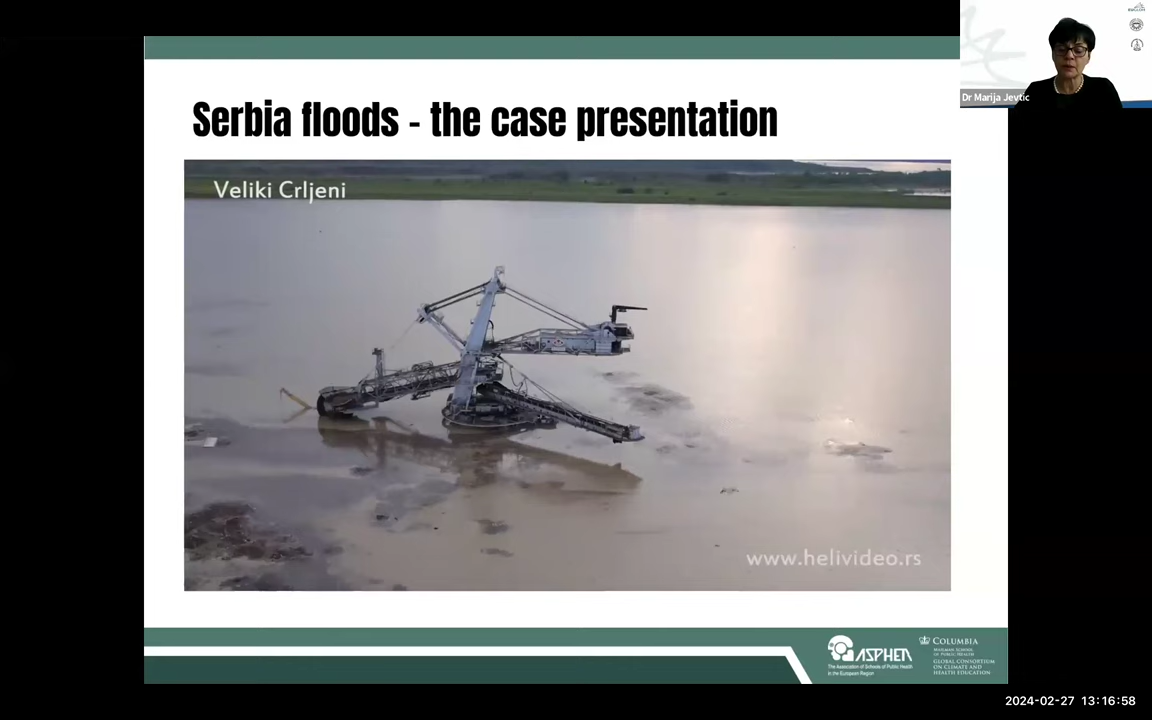 Dr Marija Jevtic
Serbia floods - the case presentation
Veliki Crljeni
www.helivideo.rs
ASPHER
The Association of Schools of Public Health
in the European Region
COLUMBIA
MAILMAN SCHOOL
OF PUBLIC HEALTH
GLOBAL CONSORTIUM
ON CLIMATE AND
HEALTH EDUCATION
2024-02-27 13:16:58